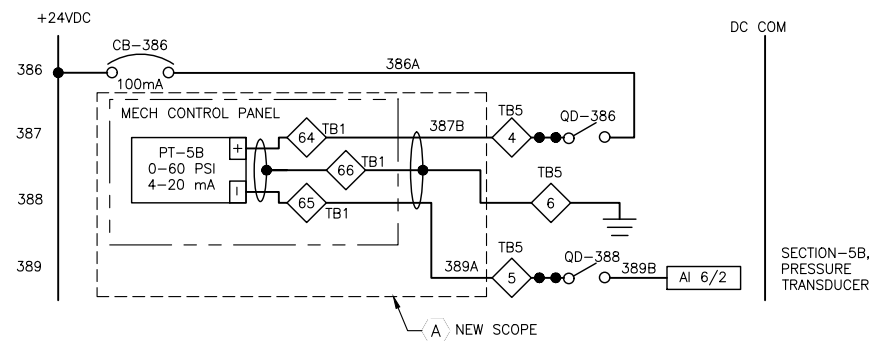 +24VDC
DC COM
CB-386
386
386A
100mA
MECH CONTROL PANEL
TB5
QD-386
387
TB1
387B
64
4
PT-5B
0-60 PSI
4-20 mA
+
-
66
TB1
TB5
388
65
TB1
6
389
389A
TB5
5
QD-388
389B
AI 6/2
SECTION-5B,
PRESSURE
TRANSDUCER
A
NEW SCOPE